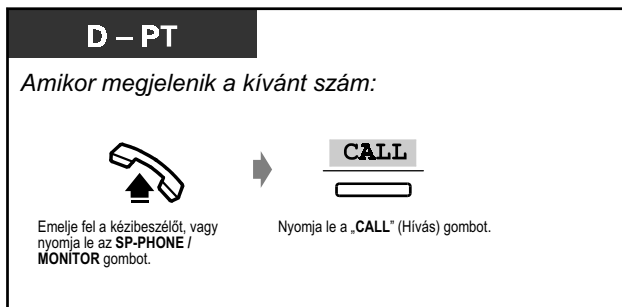 D – PT
Amikor megjelenik a kívánt szám:
CALL
Emelje fel a kézibeszélőt, vagy
nyomja le az SP-PHONE /
MONITOR gombot.
Nyomja le a „CALL” (Hívás) gombot.